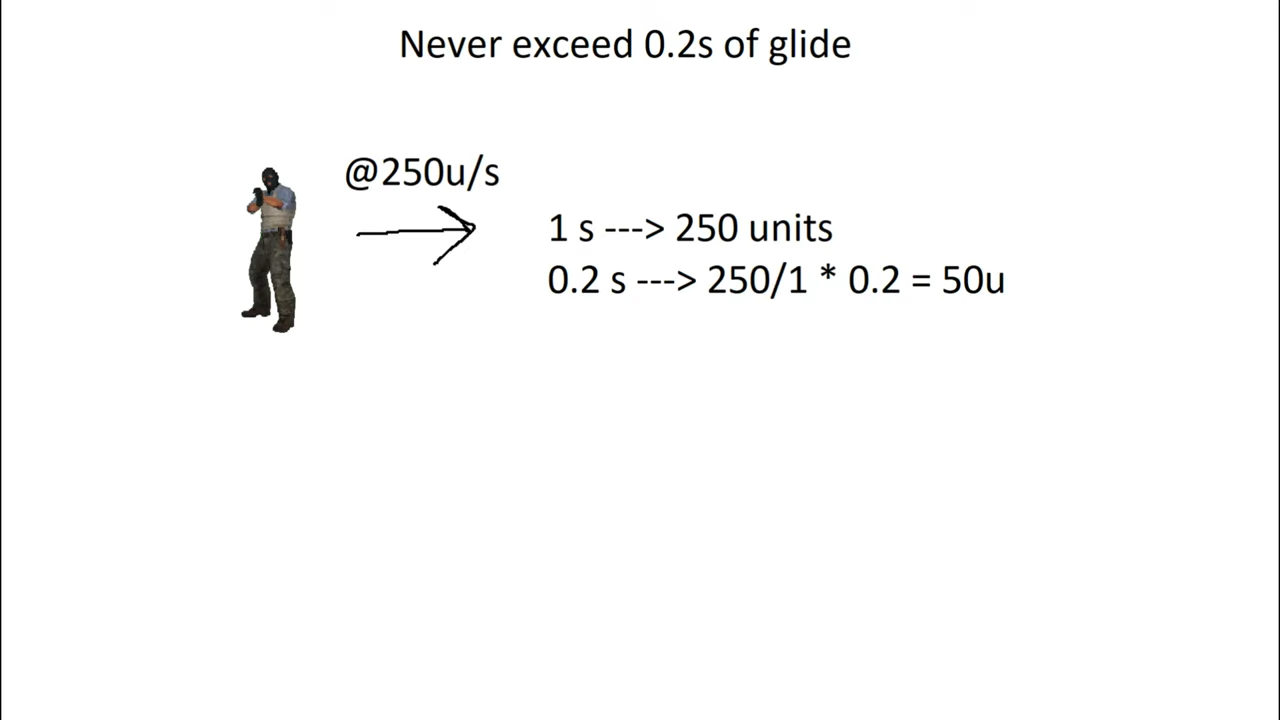 Never exceed 0.2s of glide
@250u/s
1 s ---> 250 units
0.2 s ---> 250/1 * 0.2 = 50u